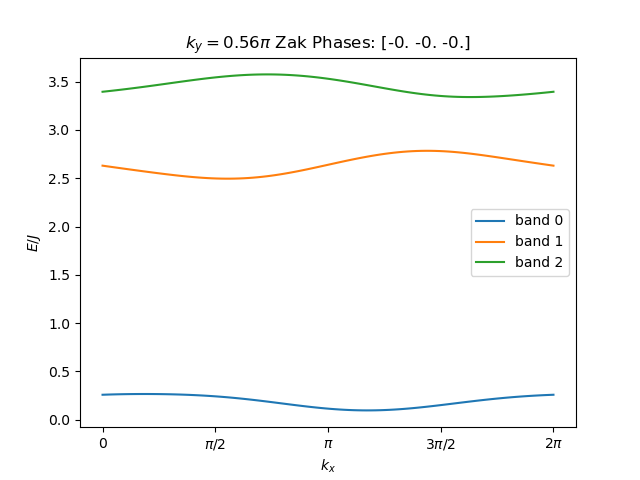 k_y = 0.56π Zak Phases: [-0. -0. -0.]
3.5
3.0
2.5
2.0
1.5
1.0
0.5
0.0
E/J
band 0
band 1
band 2
0
π/2
π
3π/2
2π
k_x